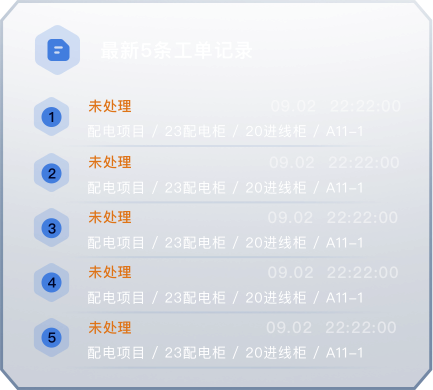 最新5条工单记录
1 未处理 09.02 22:22:00
配电项目 / 23配电柜 / 20进线柜 / A11-1
2 未处理 09.02 22:22:00
配电项目 / 23配电柜 / 20进线柜 / A11-1
3 未处理 09.02 22:22:00
配电项目 / 23配电柜 / 20进线柜 / A11-1
4 未处理 09.02 22:22:00
配电项目 / 23配电柜 / 20进线柜 / A11-1
5 未处理 09.02 22:22:00
配电项目 / 23配电柜 / 20进线柜 / A11-1